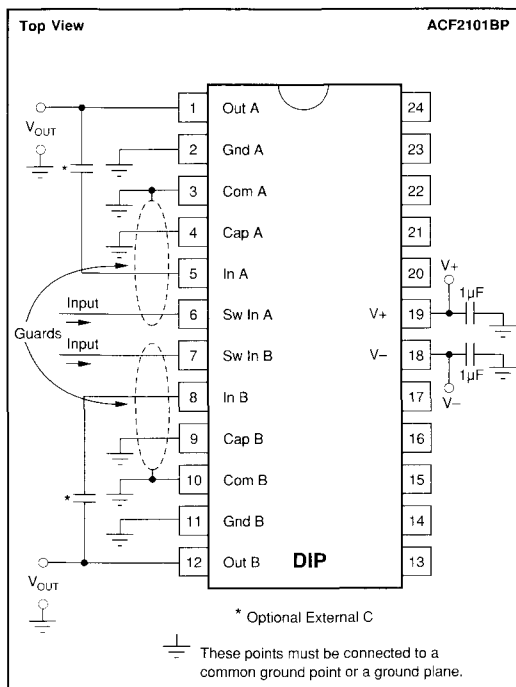 Top View ACF2101BP
1 Out A 24
VOUT
2 Gnd A 23
*
3 Com A 22
4 Cap A 21
5 In A 20
V+
1µF
Input
6 Sw In A V+ 19
Guards
Input
7 Sw In B V− 18
1µF
V−
8 In B 17
9 Cap B 16
*
10 Com B 15
11 Gnd B 14
12 Out B DIP 13
VOUT
* Optional External C
These points must be connected to a
common ground point or a ground plane.